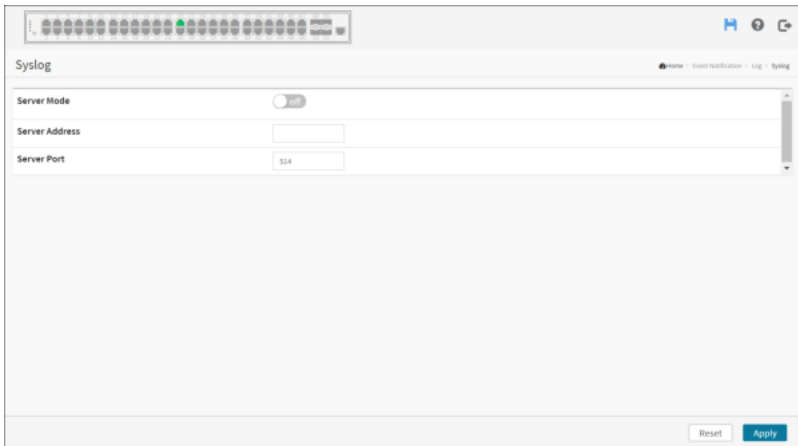 Syslog
Home > Event Notification > Log > Syslog
Server Mode
off
Server Address
Server Port
514
Reset
Apply